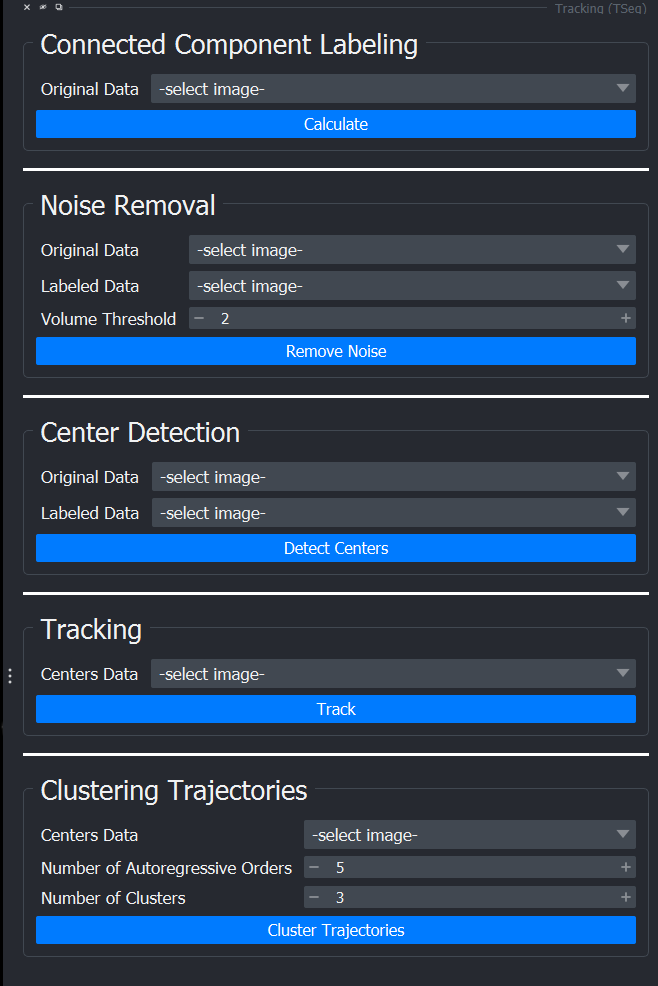 Tracking (TSeg)
Connected Component Labeling
Original Data -select image-
Calculate
Noise Removal
Original Data -select image-
Labeled Data -select image-
Volume Threshold − 2 +
Remove Noise
Center Detection
Original Data -select image-
Labeled Data -select image-
Detect Centers
Tracking
Centers Data -select image-
Track
Clustering Trajectories
Centers Data -select image-
Number of Autoregressive Orders − 5 +
Number of Clusters − 3 +
Cluster Trajectories